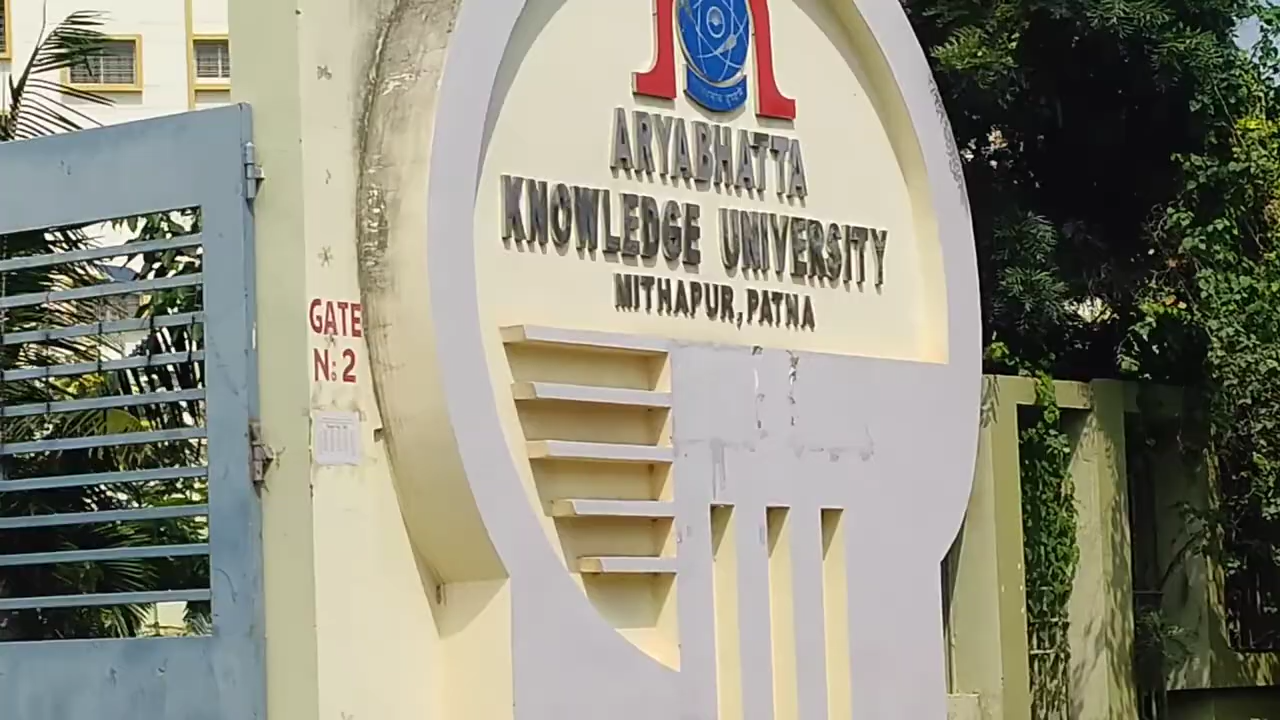 ARYABHATTA
KNOWLEDGE UNIVERSITY
MITHAPUR, PATNA
GATE
N:2